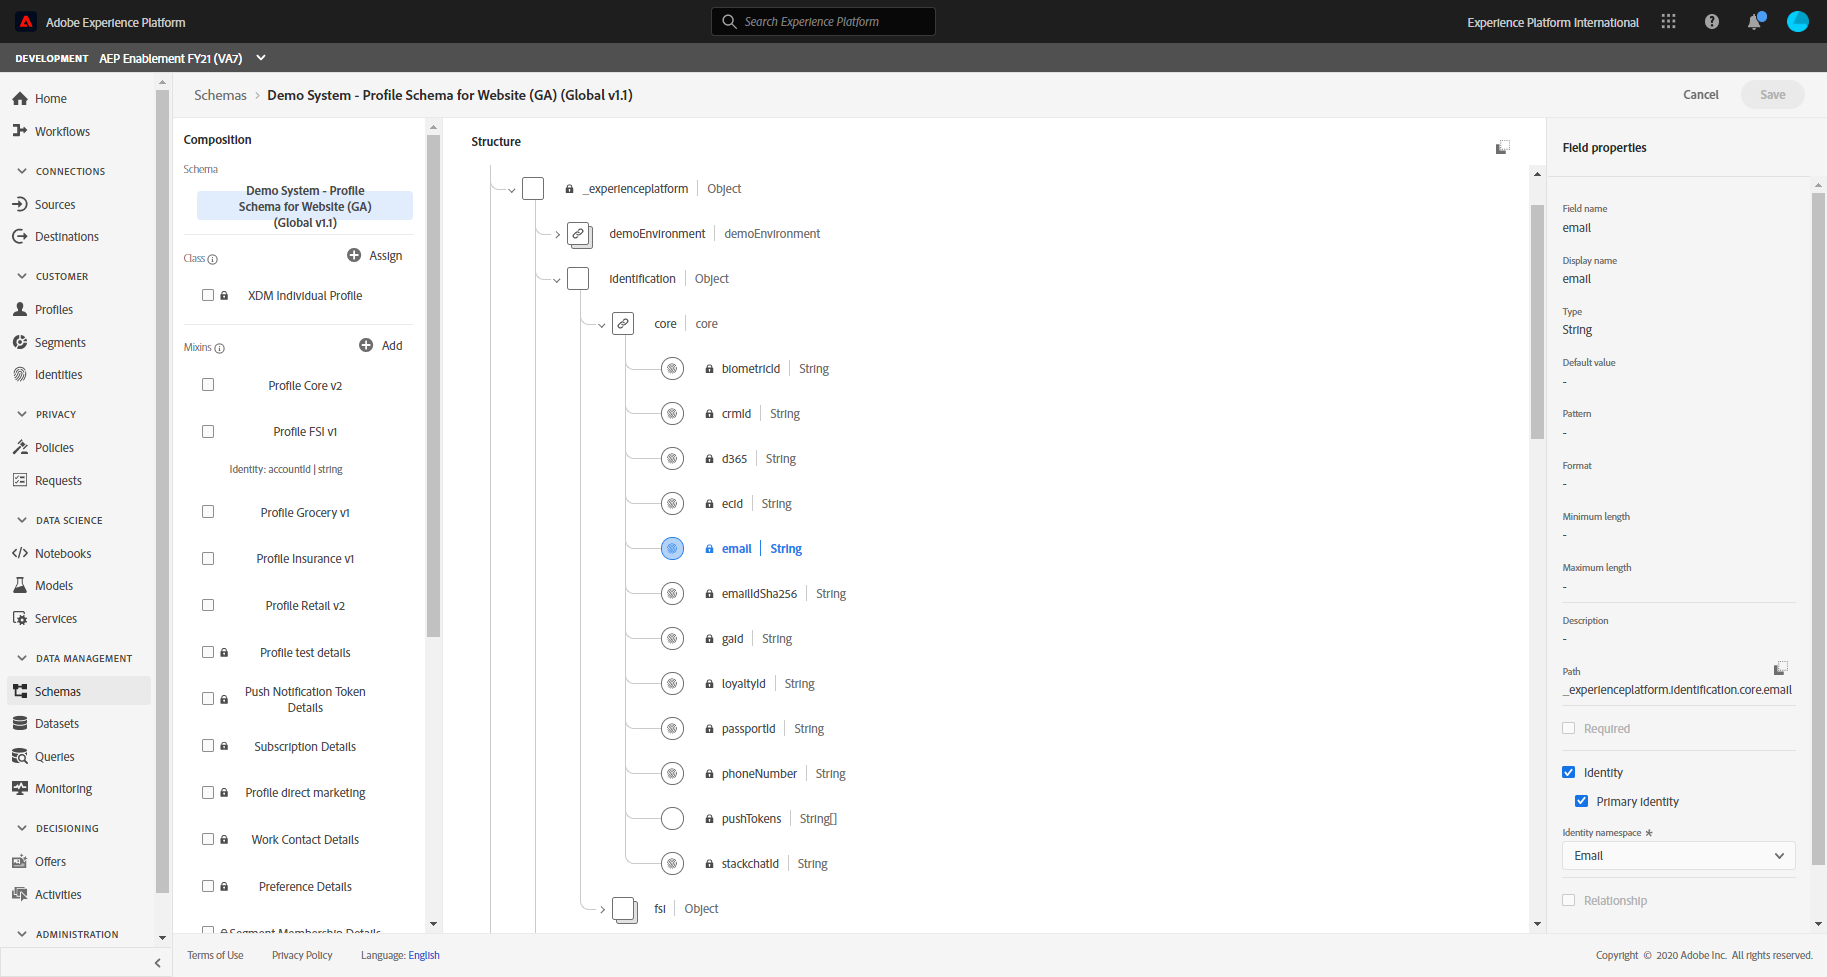 Adobe Experience Platform
Search Experience Platform
Experience Platform International
DEVELOPMENT AEP Enablement FY21 (VA7)
Home
Workflows
CONNECTIONS
Sources
Destinations
CUSTOMER
Profiles
Segments
Identities
PRIVACY
Policies
Requests
DATA SCIENCE
Notebooks
Models
Services
DATA MANAGEMENT
Schemas
Datasets
Queries
Monitoring
DECISIONING
Offers
Activities
ADMINISTRATION
Schemas > Demo System - Profile Schema for Website (GA) (Global v1.1)
Cancel
Save
Composition
Schema
Demo System - Profile
Schema for Website (GA)
(Global v1.1)
Class
Assign
XDM Individual Profile
Mixins
Add
Profile Core v2
Profile FSI v1
Identity: accountId | string
Profile Grocery v1
Profile Insurance v1
Profile Retail v2
Profile test details
Push Notification Token
Details
Subscription Details
Profile direct marketing
Work Contact Details
Preference Details
Segment Membership Details
Structure
_experienceplatform | Object
demoEnvironment | demoEnvironment
identification | Object
core | core
biometricId | String
crmId | String
d365 | String
ecid | String
email | String
emailIdSha256 | String
gaid | String
loyaltyId | String
passportId | String
phoneNumber | String
pushTokens | String[]
stackchatId | String
fsi | Object
Field properties
Field name
email
Display name
email
Type
String
Default value
-
Pattern
-
Format
-
Minimum length
-
Maximum length
-
Description
-
Path
_experienceplatform.identification.core.email
Required
Identity
Primary identity
Identity namespace *
Email
Relationship
Terms of Use
Privacy Policy
Language: English
Copyright © 2020 Adobe Inc. All rights reserved.